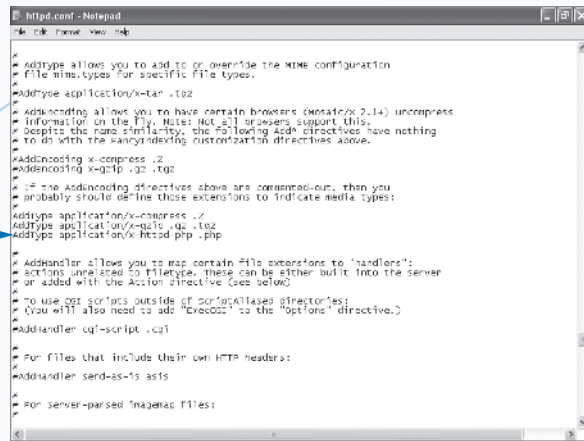 httpd.conf - Notepad
File Edit Format View Help
#
# AddType allows you to add to or override the MIME configuration
# file mime.types for specific file types.
#
#AddType application/x-tar .tgz
#
# AddEncoding allows you to have certain browsers (Mosaic/X 2.1+) uncompress
# information on the fly. Note: Not all browsers support this.
# Despite the name similarity, the following Add* directives have nothing
# to do with the FancyIndexing customization directives above.
#
#AddEncoding x-compress .Z
#AddEncoding x-gzip .gz .tgz
#
# If the AddEncoding directives above are commented-out, then you
# probably should define those extensions to indicate media types:
#
AddType application/x-compress .Z
AddType application/x-gzip .gz .tgz
AddType application/x-httpd-php .php
#
# AddHandler allows you to map certain file extensions to "handlers":
# actions unrelated to filetype. These can be either built into the server
# or added with the Action directive (see below)
#
# To use CGI scripts outside of ScriptAliased directories:
# (You will also need to add "ExecCGI" to the "Options" directive.)
#
#AddHandler cgi-script .cgi
#
# For files that include their own HTTP headers:
#
#AddHandler send-as-is asis
#
# For server-parsed imagemap files:
#